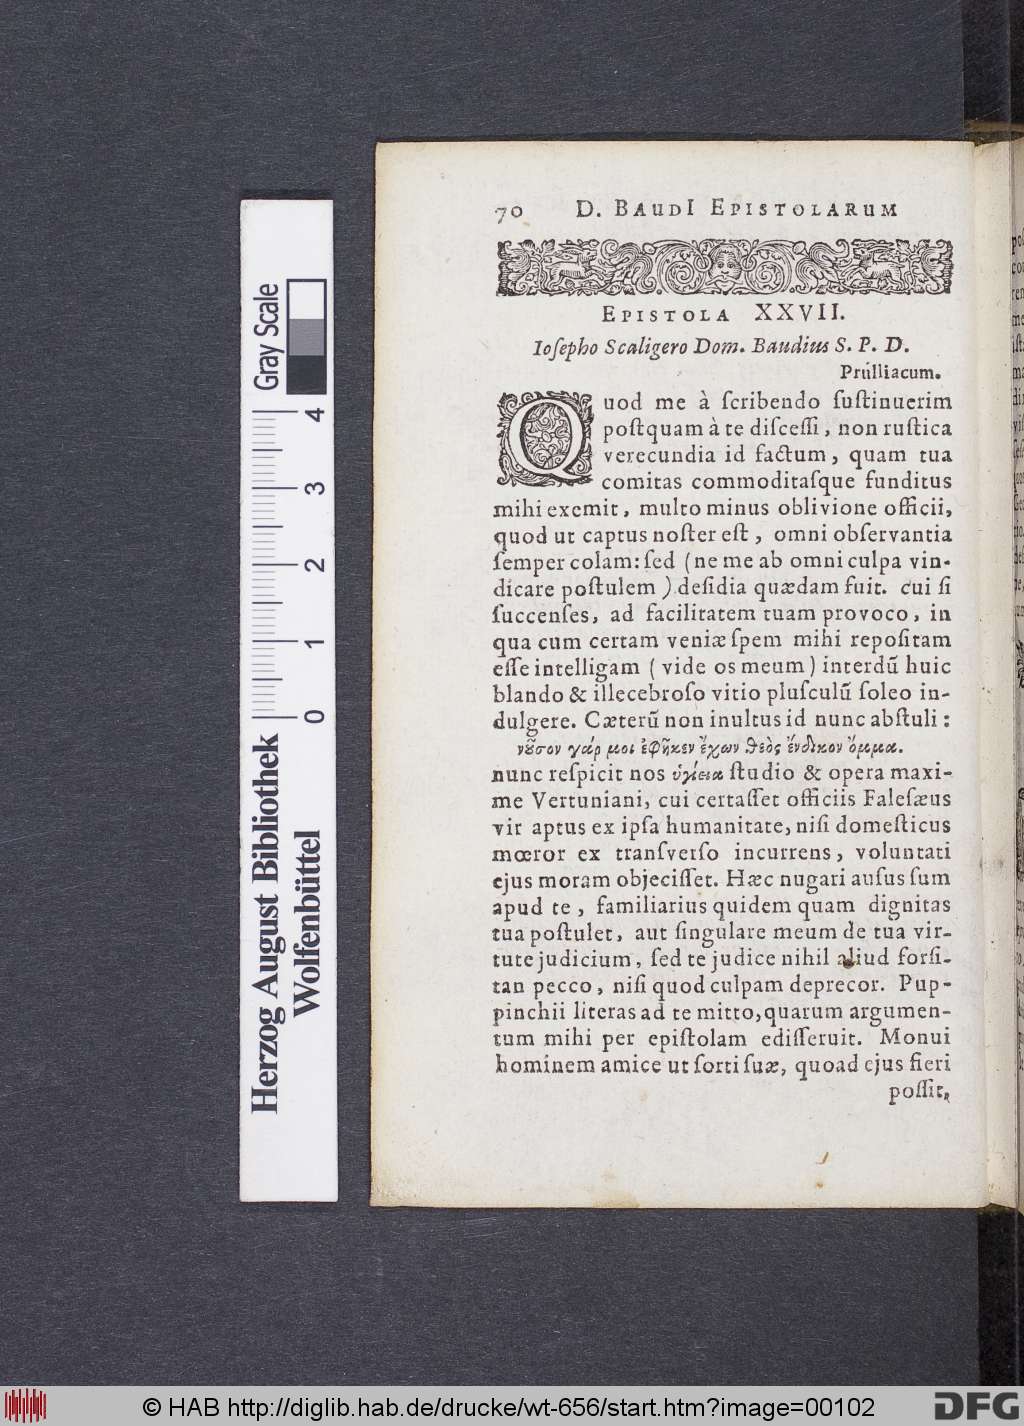 70 D. BAUDI EPISTOLARUM
EPISTOLA XXVII.
Ioſepho Scaligero Dom. Baudius S. P. D.
Prulliacum.
Quod me à ſcribendo ſuſtinuerim
poſtquam à te diſceſſi, non ruſtica
verecundia id factum, quam tua
comitas commoditaſque funditus
mihi exemit, multo minus oblivione officii,
quod ut captus noſter eſt, omni obſervantia
ſemper colam: ſed (ne me ab omni culpa vin-
dicare poſtulem) deſidia quædam fuit. cui ſi
ſuccenſes, ad facilitatem tuam provoco, in
qua cum certam veniæ ſpem mihi repoſitam
eſſe intelligam (vide os meum) interdũ huic
blando & illecebroſo vitio pluſculũ ſoleo in-
dulgere. Cæterũ non inultus id nunc abſtuli:
νοῦσον γάρ μοι ἐφῆκεν ἔχων θεὸς ἔνδικον ὄμμα.
nunc reſpicit nos ὑγίεια ſtudio & opera maxi-
me Vertuniani, cui certaſſet officiis Faleſæus
vir aptus ex ipſa humanitate, niſi domeſticus
mœror ex tranſverſo incurrens, voluntati
ejus moram objeciſſet. Hæc nugari auſus ſum
apud te, familiarius quidem quam dignitas
tua poſtulet, aut ſingulare meum de tua vir-
tute judicium, ſed te judice nihil aliud forſi-
tan pecco, niſi quod culpam deprecor. Pup-
pinchii literas ad te mitto, quarum argumen-
tum mihi per epiſtolam ediſſeruit. Monui
hominem amice ut ſorti ſuæ, quoad ejus fieri
poſſit,
Gray Scale
4
3
2
1
0
Herzog August Bibliothek
Wolfenbüttel
© HAB http://diglib.hab.de/drucke/wt-656/start.htm?image=00102
DFG